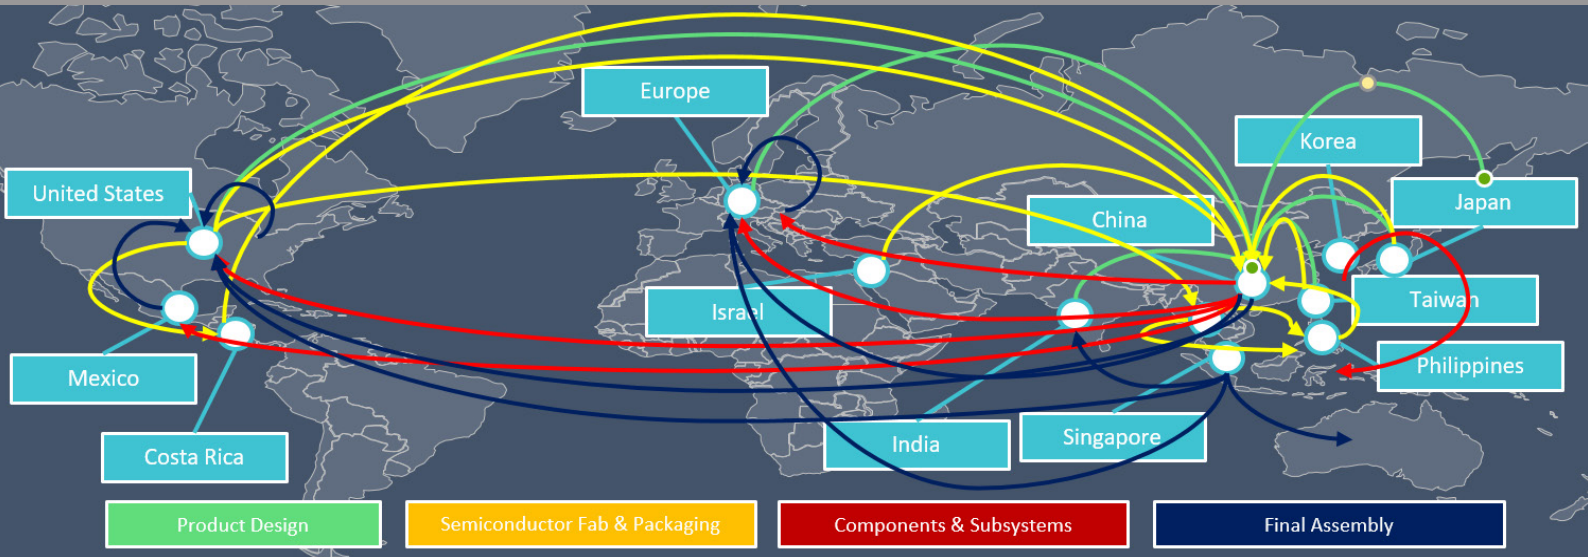 Europe
Korea
United States
Japan
China
Israel
Taiwan
Mexico
Philippines
India
Singapore
Costa Rica
Product Design
Semiconductor Fab & Packaging
Components & Subsystems
Final Assembly